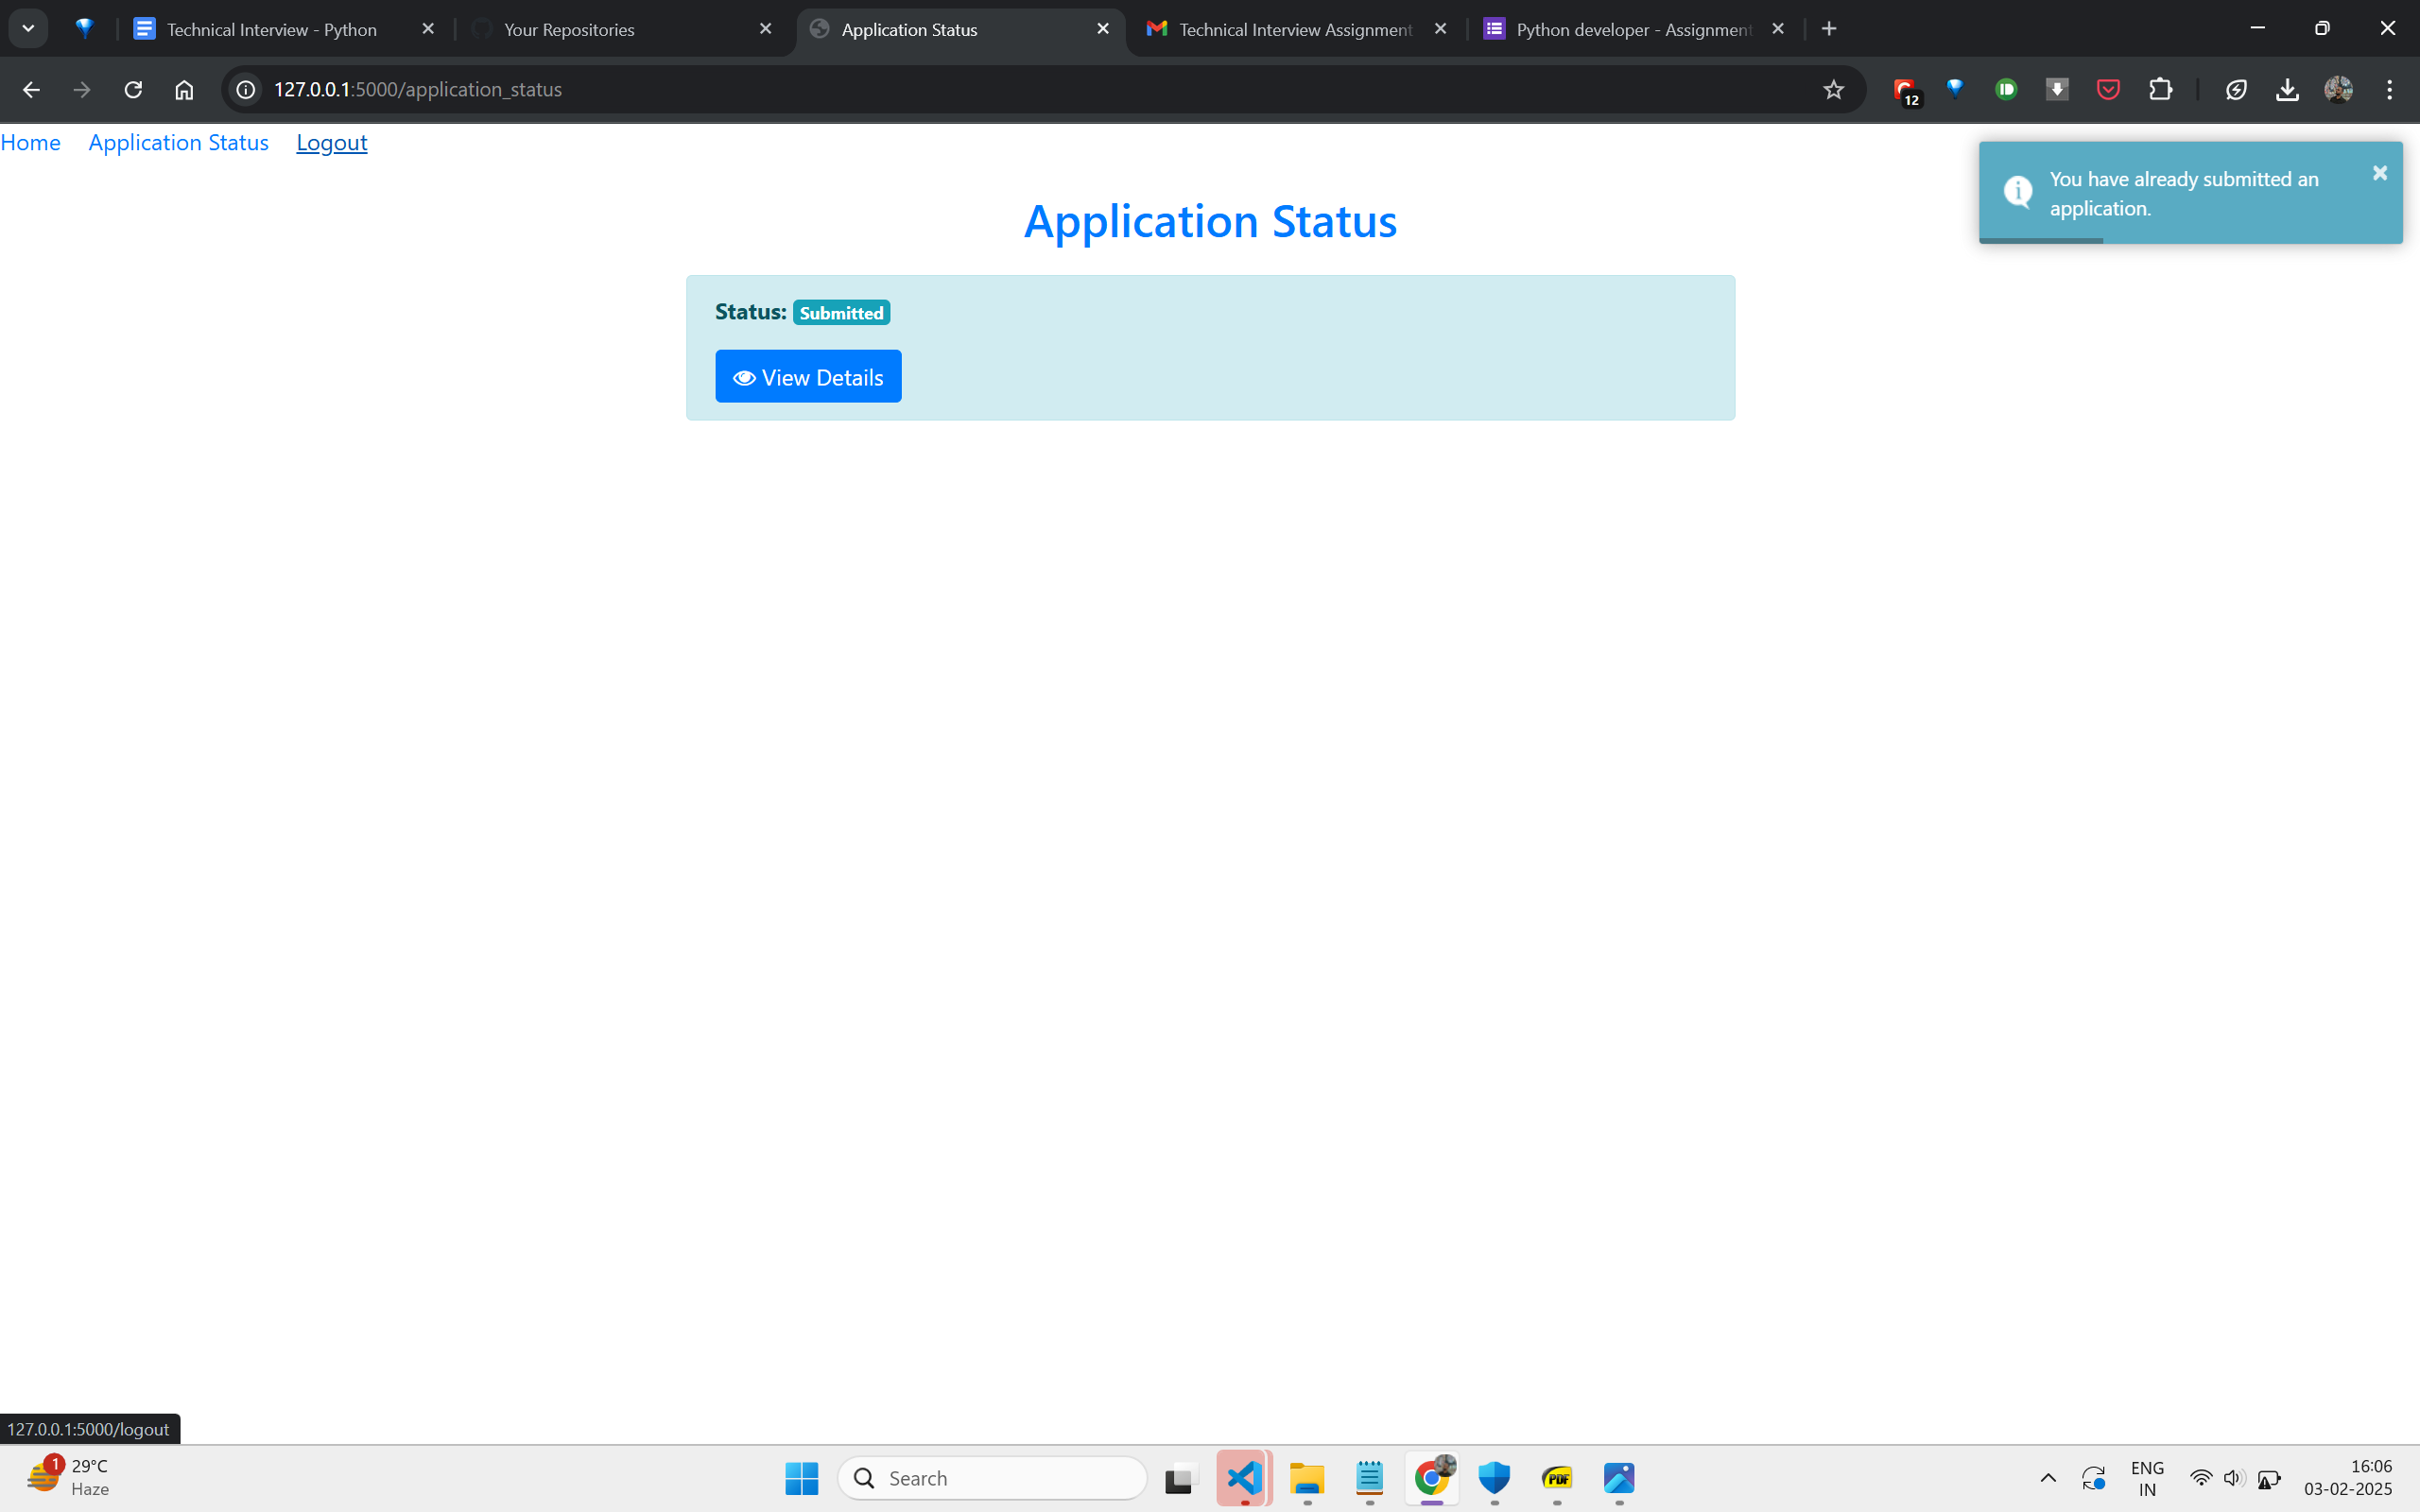 Technical Interview - Python
Your Repositories
Application Status
Technical Interview Assignment
Python developer - Assignment
127.0.0.1:5000/application_status
12
Home Application Status Logout
You have already submitted an
application.
Application Status
Status: Submitted
View Details
127.0.0.1:5000/logout
1
29°C
Haze
Search
PDF
ENG
IN
16:06
03-02-2025